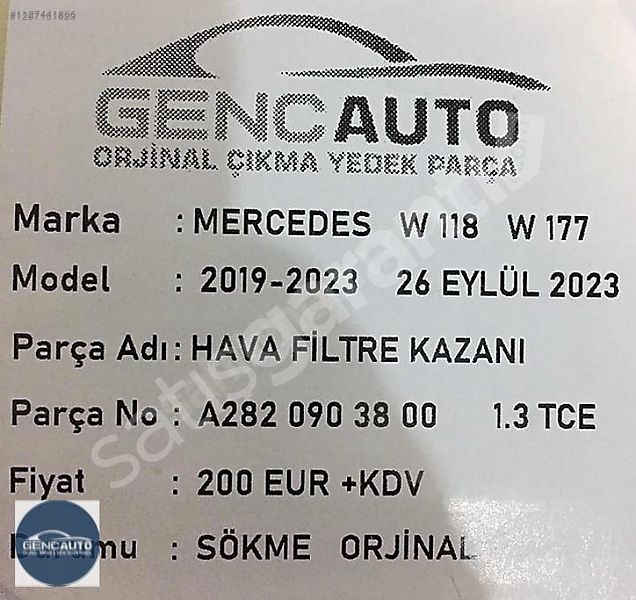 GENCAUTO
ORJİNAL ÇIKMA YEDEK PARÇA
Marka : MERCEDES W 118 W 177
Model : 2019-2023 26 EYLÜL 2023
Parça Adı : HAVA FİLTRE KAZANI
Parça No : A282 090 38 00 1.3 TCE
Fiyat : 200 EUR +KDV
: SÖKME ORJİNAL
GENCAUTO
satısgaranti